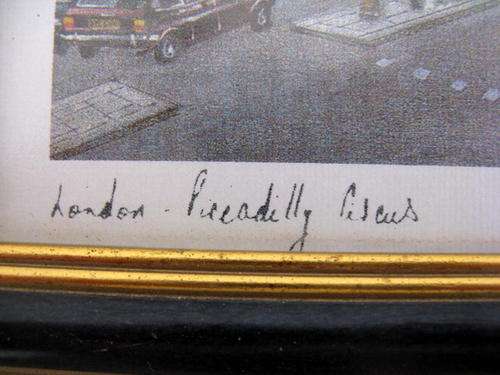 London - Piccadilly Circus